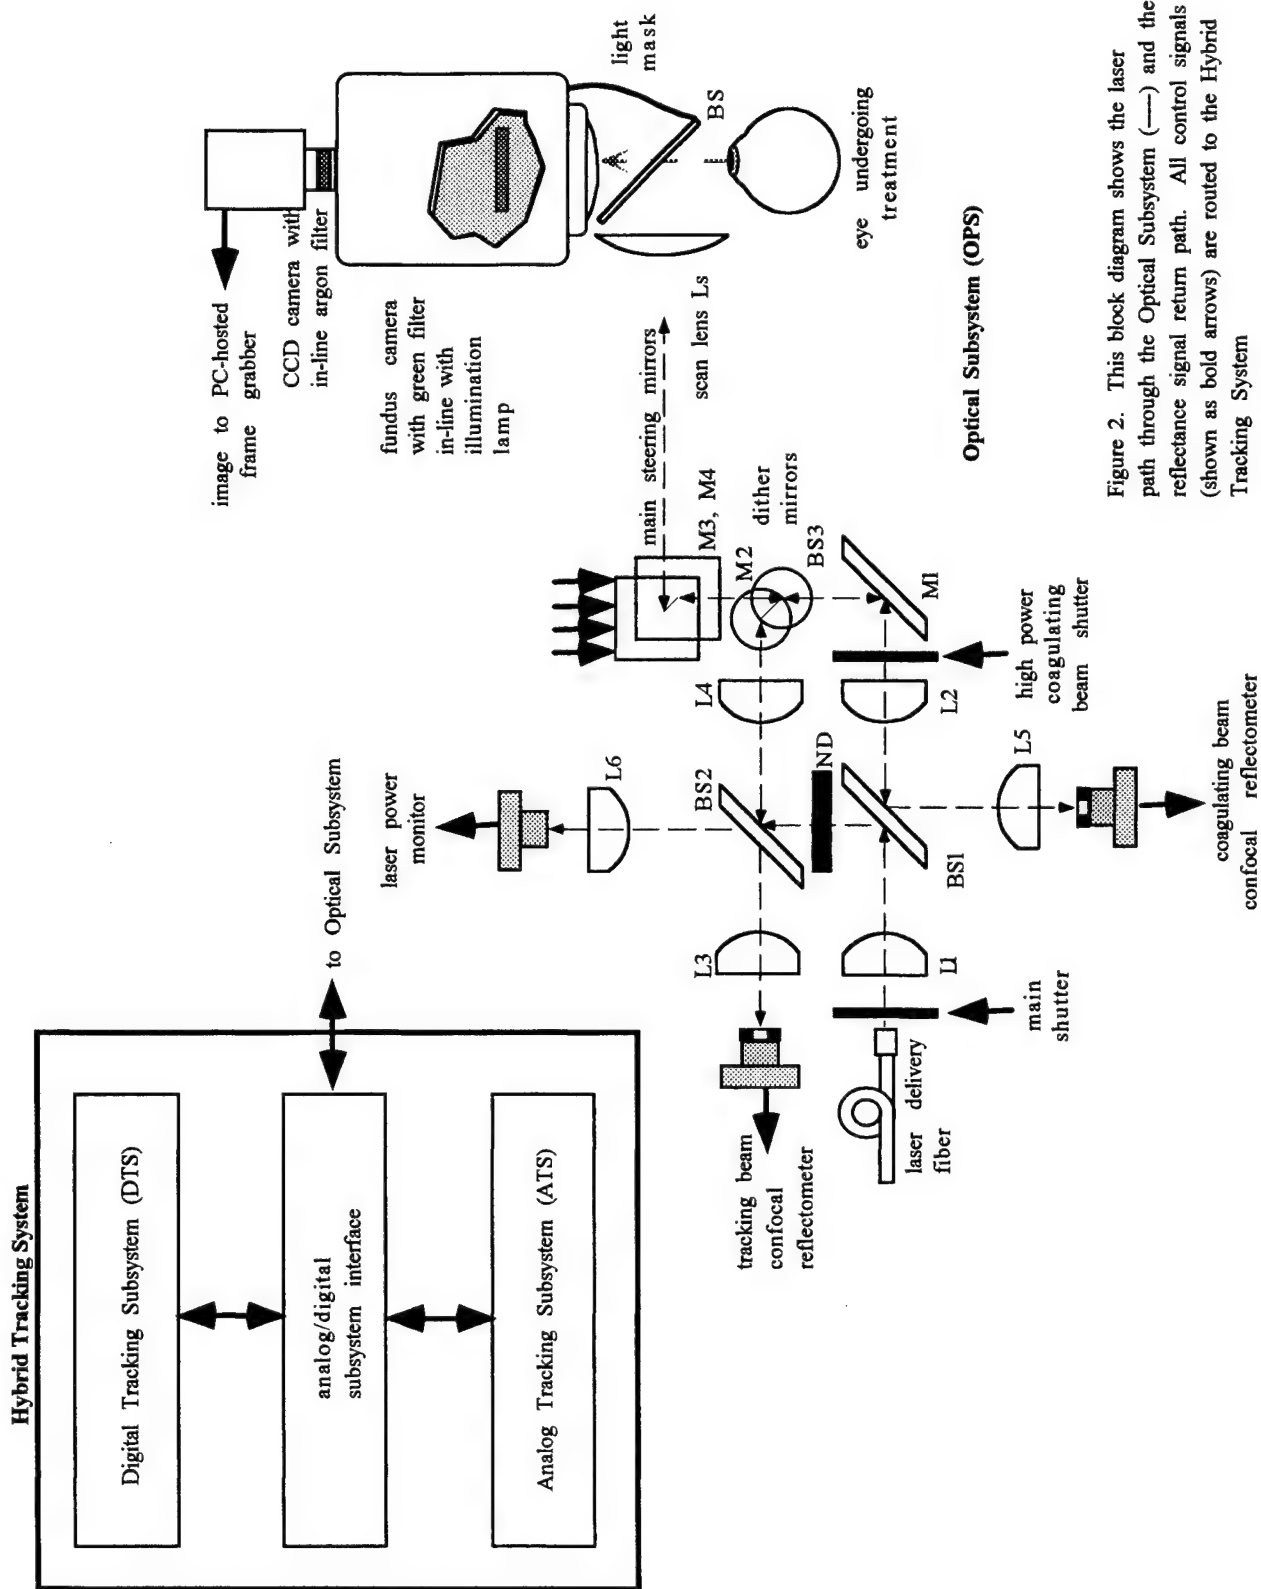 Hybrid Tracking System
Digital Tracking Subsystem (DTS)
analog/digital
subsystem interface
Analog Tracking Subsystem (ATS)
to Optical Subsystem
laser power
monitor
L6
BS2
L3
L4
ND
tracking beam
confocal
reflectometer
laser delivery
fiber
main
shutter
L1
BS1
L2
L5
coagulating beam
confocal reflectometer
high power
coagulating
beam shutter
M1
BS3
M2
dither
mirrors
M3, M4
main steering mirrors
scan lens Ls
image to PC-hosted
frame grabber
CCD camera with
in-line argon filter
fundus camera
with green filter
in-line with
illumination
lamp
light
mask
BS
eye undergoing
treatment
Optical Subsystem (OPS)
Figure 2. This block diagram shows the laser
path through the Optical Subsystem (----) and the
reflectance signal return path. All control signals
(shown as bold arrows) are routed to the Hybrid
Tracking System